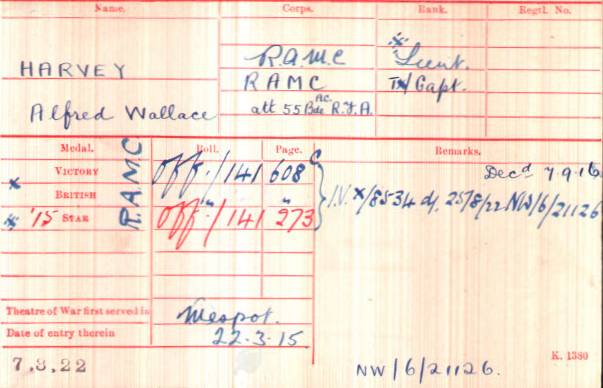 Name. Corps. Rank. Regtl. No.
HARVEY R.A.M.C. * Lieut.
Alfred Wallace R A M C T/Capt.
att 55 Bde AC. R.F.A.
Medal. Roll. Page. Remarks.
R.A.M.C
Decd 7.9.16
VICTORY Off./141 608 C
× BRITISH " "
I.V. ×/8534 d/. 25/8/22 NW/6/21126
* '15 STAR Off./141 273
Theatre of War first served in Mespot.
Date of entry therein 22-3-15
7.3.22
K. 1380
NW/6/21126.